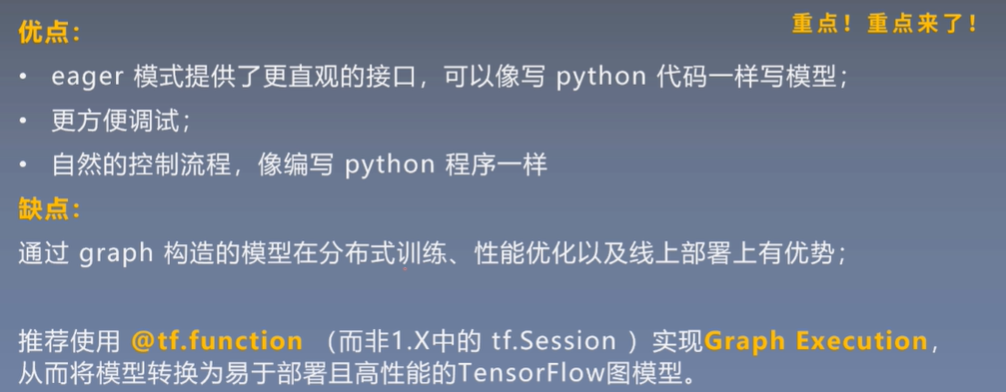 优点：
重点！重点来了！
• eager 模式提供了更直观的接口，可以像写 python 代码一样写模型；
• 更方便调试；
• 自然的控制流程，像编写 python 程序一样
缺点：
通过 graph 构造的模型在分布式训练、性能优化以及线上部署上有优势；
推荐使用 @tf.function （而非1.X中的 tf.Session ）实现Graph Execution，
从而将模型转换为易于部署且高性能的TensorFlow图模型。